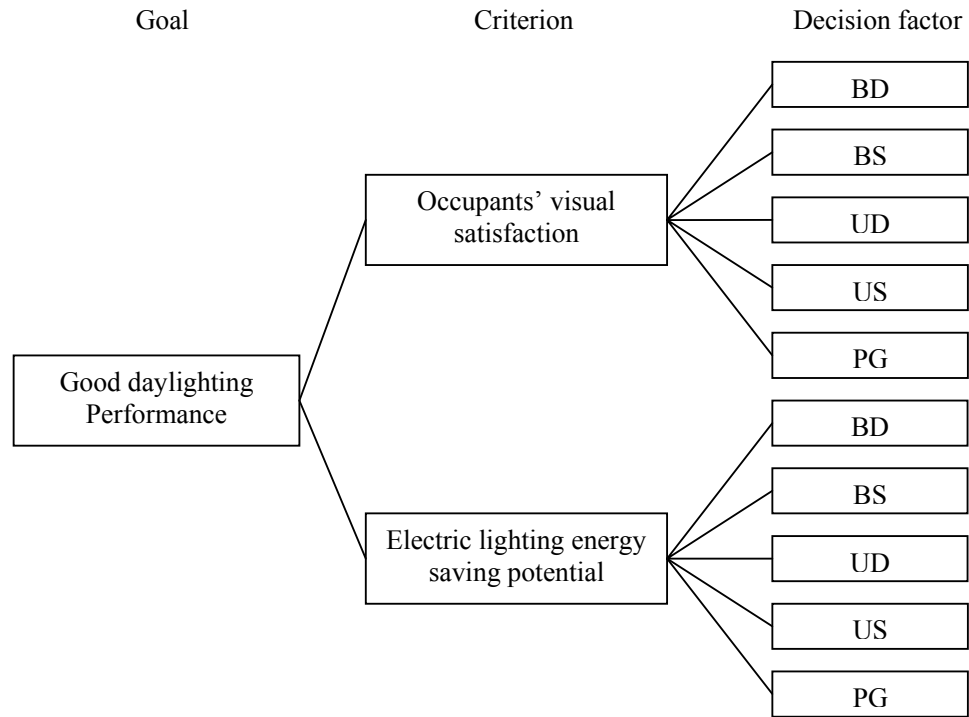 Goal Criterion Decision factor
BD
BS
Occupants’ visual
satisfaction
UD
US
PG
Good daylighting
Performance
BD
BS
Electric lighting energy
saving potential
UD
US
PG